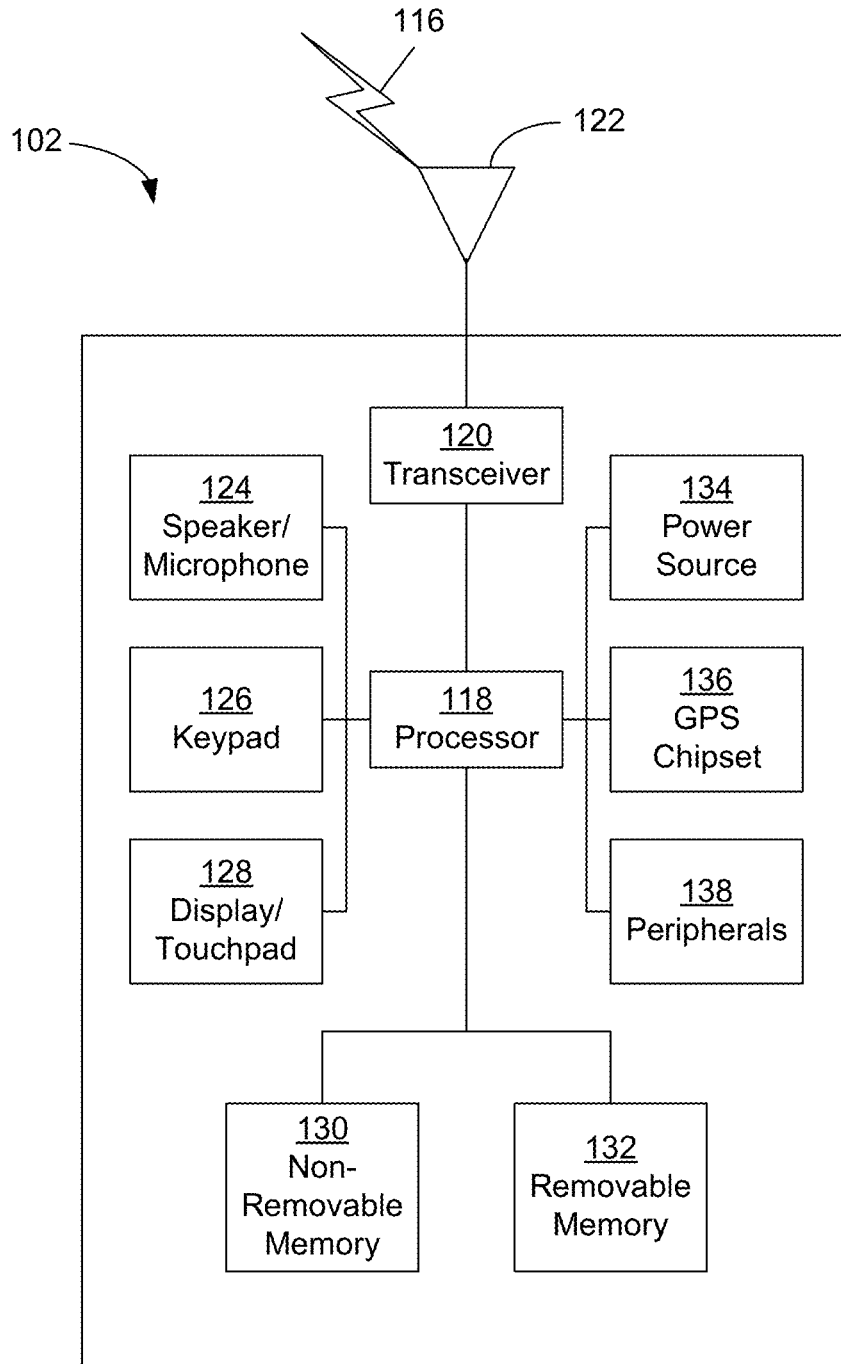 116
122
102
120
Transceiver
124
Speaker/
Microphone
134
Power
Source
126
Keypad
118
Processor
136
GPS
Chipset
128
Display/
Touchpad
138
Peripherals
130
Non-
Removable
Memory
132
Removable
Memory